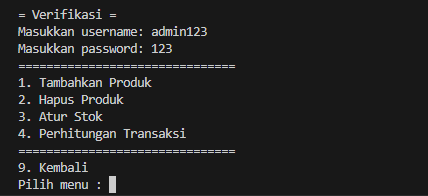 = Verifikasi =
Masukkan username: admin123
Masukkan password: 123
===============================
1. Tambahkan Produk
2. Hapus Produk
3. Atur Stok
4. Perhitungan Transaksi
===============================
9. Kembali
Pilih menu :